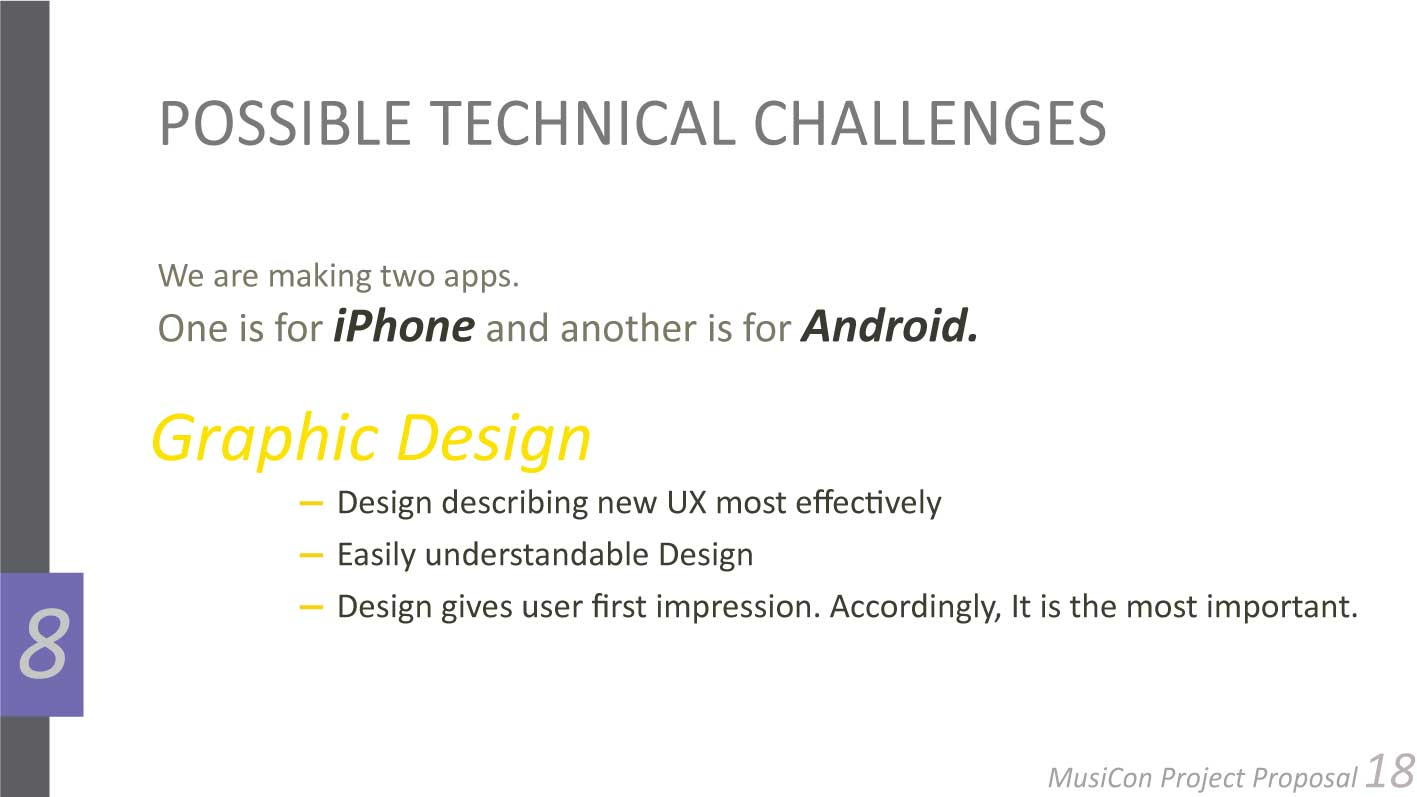 POSSIBLE TECHNICAL CHALLENGES
We are making two apps.
One is for iPhone and another is for Android.
Graphic Design
– Design describing new UX most effectively
– Easily understandable Design
– Design gives user first impression. Accordingly, It is the most important.
8
MusiCon Project Proposal 18